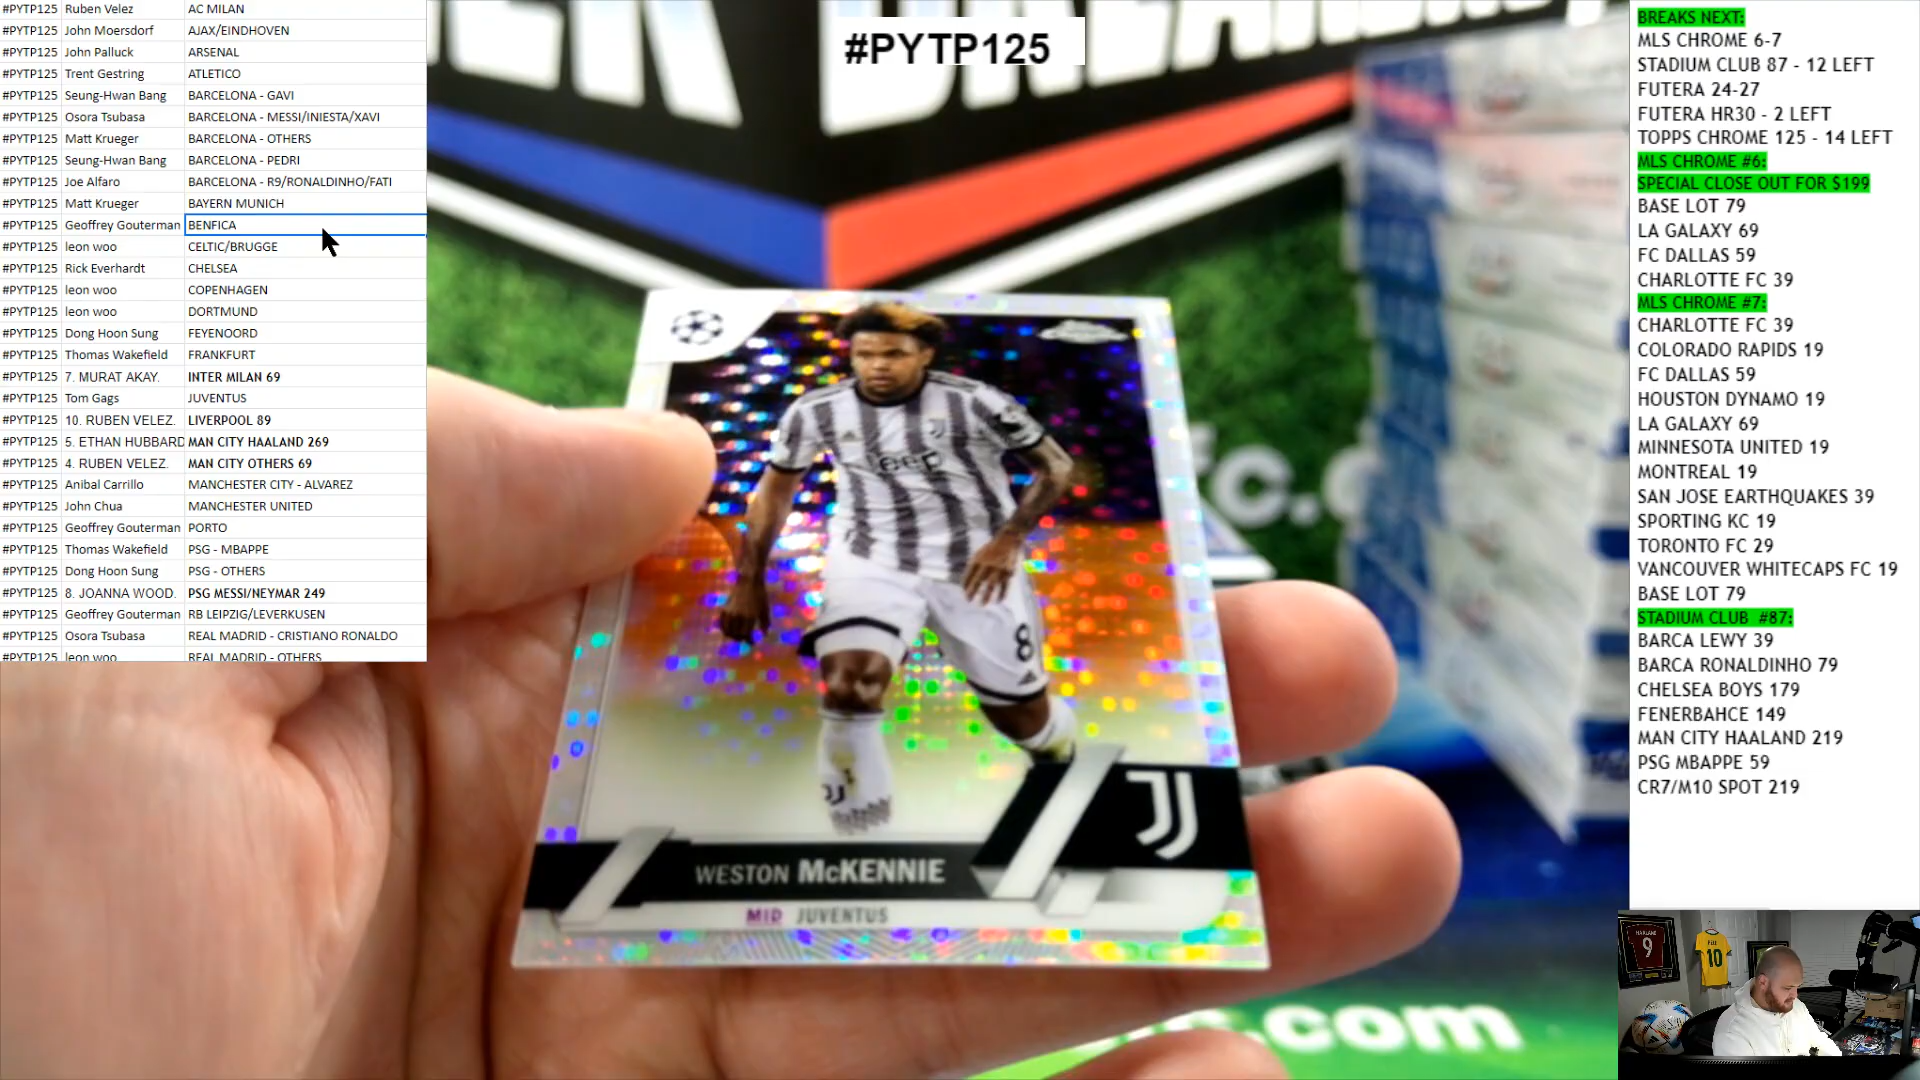 #PYTP125 Ruben Velez AC MILAN
#PYTP125 John Moersdorf AJAX/EINDHOVEN
#PYTP125 John Palluck ARSENAL
#PYTP125 Trent Gestring ATLETICO
#PYTP125 Seung-Hwan Bang BARCELONA - GAVI
#PYTP125 Osora Tsubasa BARCELONA - MESSI/INIESTA/XAVI
#PYTP125 Matt Krueger BARCELONA - OTHERS
#PYTP125 Seung-Hwan Bang BARCELONA - PEDRI
#PYTP125 Joe Alfaro BARCELONA - R9/RONALDINHO/FATI
#PYTP125 Matt Krueger BAYERN MUNICH
#PYTP125 Geoffrey Gouterman BENFICA
#PYTP125 leon woo CELTIC/BRUGGE
#PYTP125 Rick Everhardt CHELSEA
#PYTP125 leon woo COPENHAGEN
#PYTP125 leon woo DORTMUND
#PYTP125 Dong Hoon Sung FEYENOORD
#PYTP125 Thomas Wakefield FRANKFURT
#PYTP125 7. MURAT AKAY. INTER MILAN 69
#PYTP125 Tom Gags JUVENTUS
#PYTP125 10. RUBEN VELEZ. LIVERPOOL 89
#PYTP125 5. ETHAN HUBBARD MAN CITY HAALAND 269
#PYTP125 4. RUBEN VELEZ. MAN CITY OTHERS 69
#PYTP125 Anibal Carrillo MANCHESTER CITY - ALVAREZ
#PYTP125 John Chua MANCHESTER UNITED
#PYTP125 Geoffrey Gouterman PORTO
#PYTP125 Thomas Wakefield PSG - MBAPPE
#PYTP125 Dong Hoon Sung PSG - OTHERS
#PYTP125 8. JOANNA WOOD. PSG MESSI/NEYMAR 249
#PYTP125 Geoffrey Gouterman RB LEIPZIG/LEVERKUSEN
#PYTP125 Osora Tsubasa REAL MADRID - CRISTIANO RONALDO
#PYTP125 leon woo REAL MADRID - OTHERS
#PYTP125
Jeep
8
WESTON McKENNIE
MID JUVENTUS
c.com
BREAKS NEXT:
MLS CHROME 6-7
STADIUM CLUB 87 - 12 LEFT
FUTERA 24-27
FUTERA HR30 - 2 LEFT
TOPPS CHROME 125 - 14 LEFT
MLS CHROME #6:
SPECIAL CLOSE OUT FOR $199
BASE LOT 79
LA GALAXY 69
FC DALLAS 59
CHARLOTTE FC 39
MLS CHROME #7:
CHARLOTTE FC 39
COLORADO RAPIDS 19
FC DALLAS 59
HOUSTON DYNAMO 19
LA GALAXY 69
MINNESOTA UNITED 19
MONTREAL 19
SAN JOSE EARTHQUAKES 39
SPORTING KC 19
TORONTO FC 29
VANCOUVER WHITECAPS FC 19
BASE LOT 79
STADIUM CLUB #87:
BARCA LEWY 39
BARCA RONALDINHO 79
CHELSEA BOYS 179
FENERBAHCE 149
MAN CITY HAALAND 219
PSG MBAPPE 59
CR7/M10 SPOT 219
HAALAND
9
10